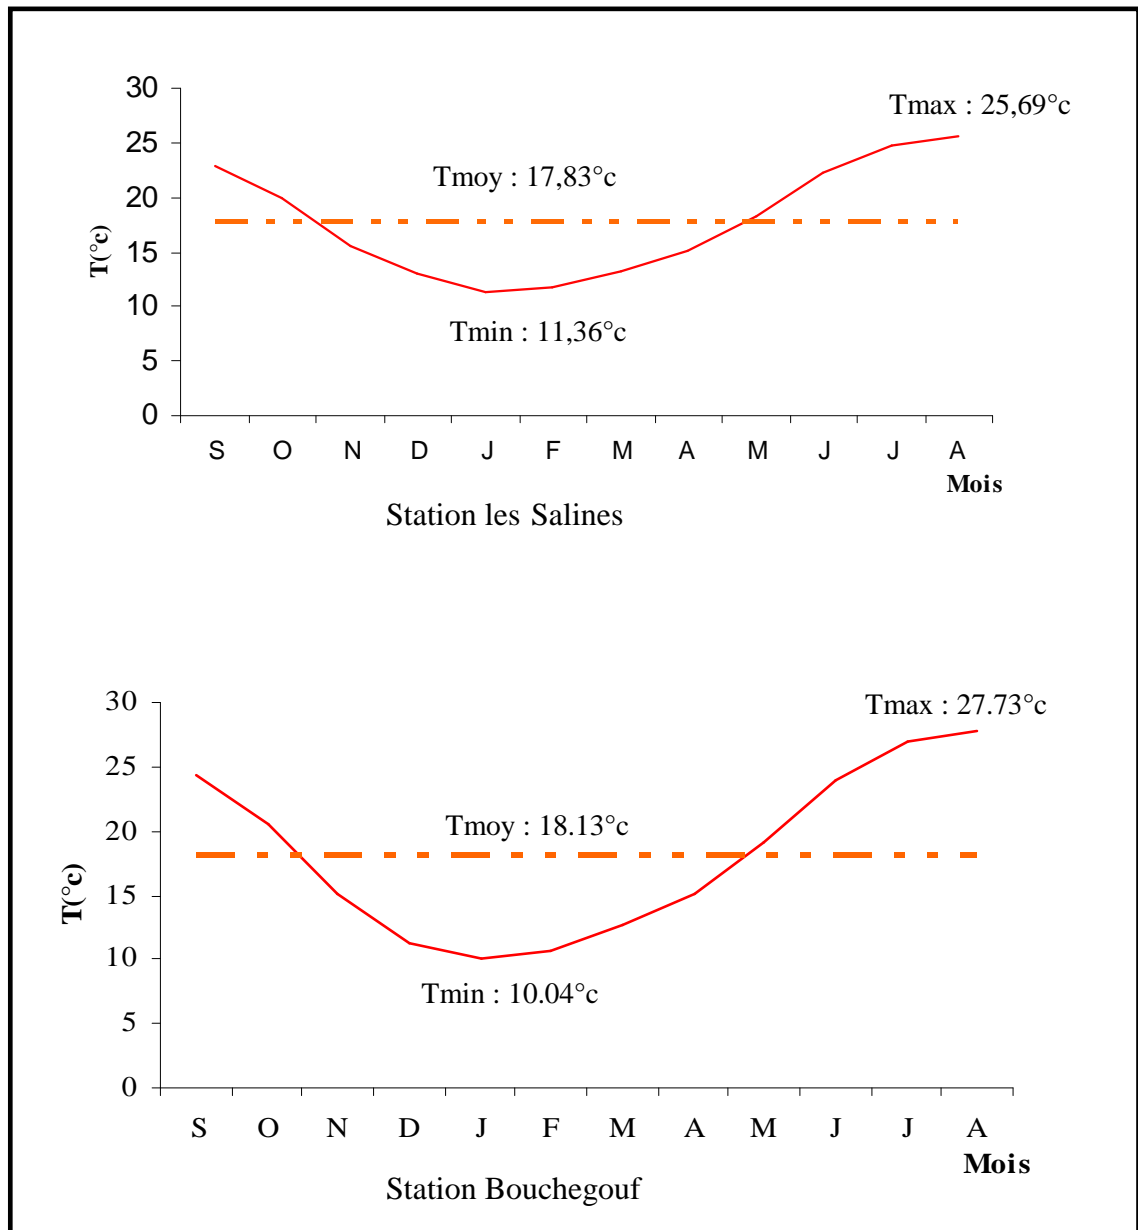 30
Tmax : 25,69°c
25
Tmoy : 17,83°c
20
T(°c)
15
10
Tmin : 11,36°c
5
0
S O N D J F M A M J J A
Mois
Station les Salines
30
Tmax : 27.73°c
25
Tmoy : 18.13°c
20
T(°c)
15
10
Tmin : 10.04°c
5
0
S O N D J F M A M J J A
Mois
Station Bouchegouf